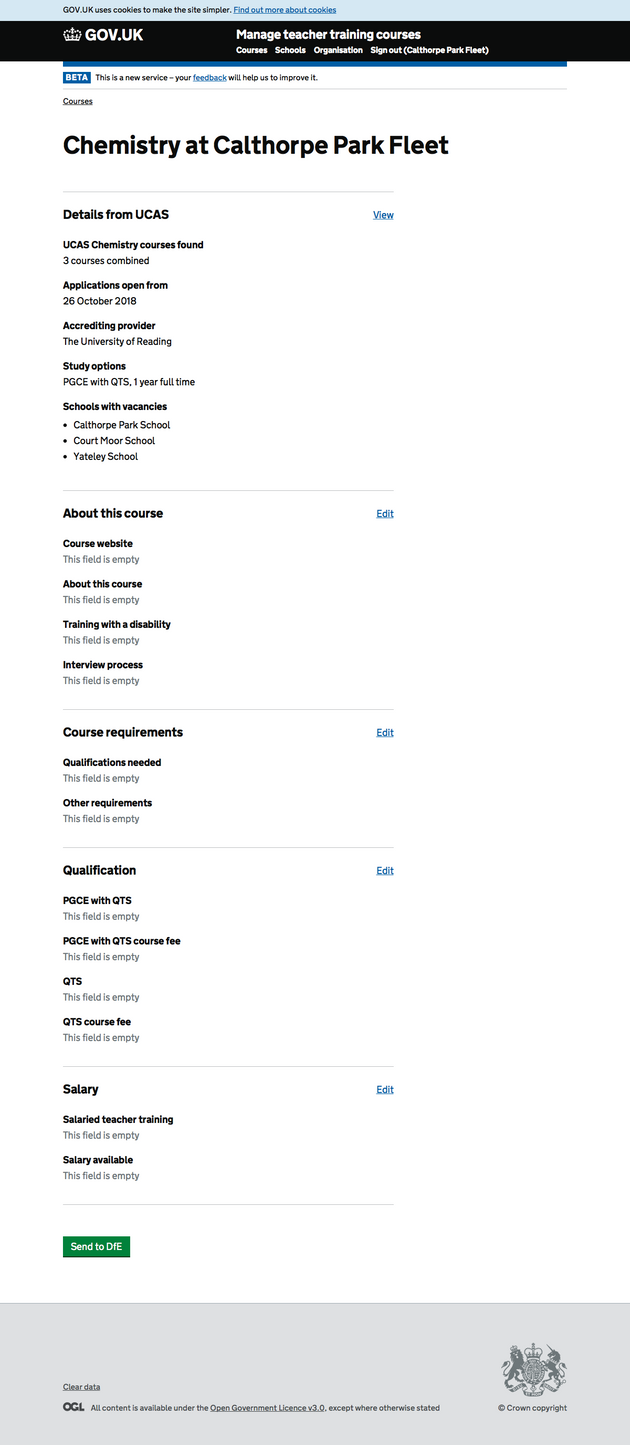 GOV.UK uses cookies to make the site simpler. Find out more about cookies
GOV.UK
Manage teacher training courses
Courses Schools Organisation Sign out (Calthorpe Park Fleet)
BETA This is a new service – your feedback will help us to improve it.
Courses
Chemistry at Calthorpe Park Fleet
Details from UCAS View
UCAS Chemistry courses found
3 courses combined
Applications open from
26 October 2018
Accrediting provider
The University of Reading
Study options
PGCE with QTS, 1 year full time
Schools with vacancies
• Calthorpe Park School
• Court Moor School
• Yateley School
About this course Edit
Course website
This field is empty
About this course
This field is empty
Training with a disability
This field is empty
Interview process
This field is empty
Course requirements Edit
Qualifications needed
This field is empty
Other requirements
This field is empty
Qualification Edit
PGCE with QTS
This field is empty
PGCE with QTS course fee
This field is empty
QTS
This field is empty
QTS course fee
This field is empty
Salary Edit
Salaried teacher training
This field is empty
Salary available
This field is empty
Send to DfE
Clear data
OGL All content is available under the Open Government Licence v3.0, except where otherwise stated
© Crown copyright